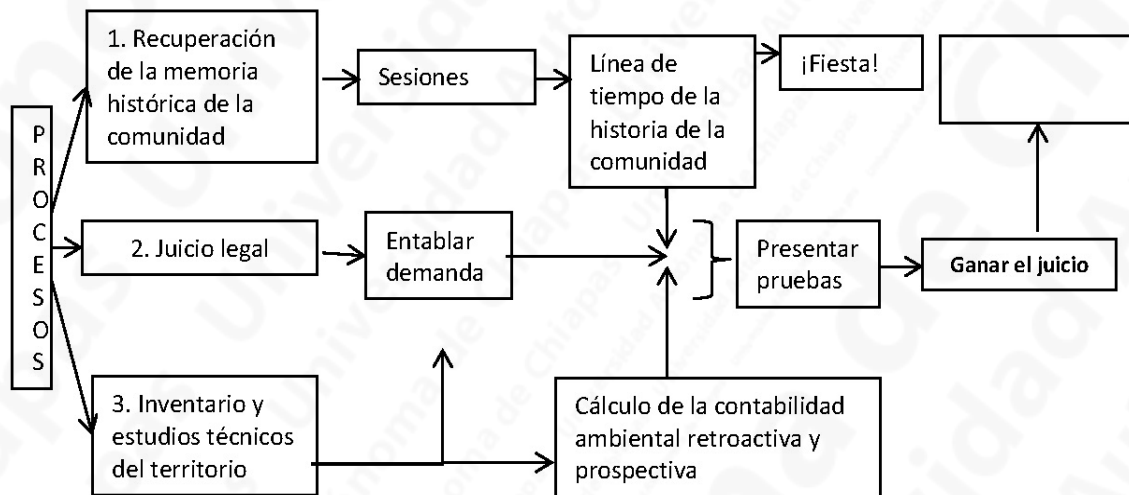 PROCESOS
1. Recuperación
de la memoria
histórica de la
comunidad
Sesiones
Línea de
tiempo de la
historia de la
comunidad
¡Fiesta!
2. Juicio legal
Entablar
demanda
Presentar
pruebas
Ganar el juicio
3. Inventario y
estudios técnicos
del territorio
Cálculo de la contabilidad
ambiental retroactiva y
prospectiva